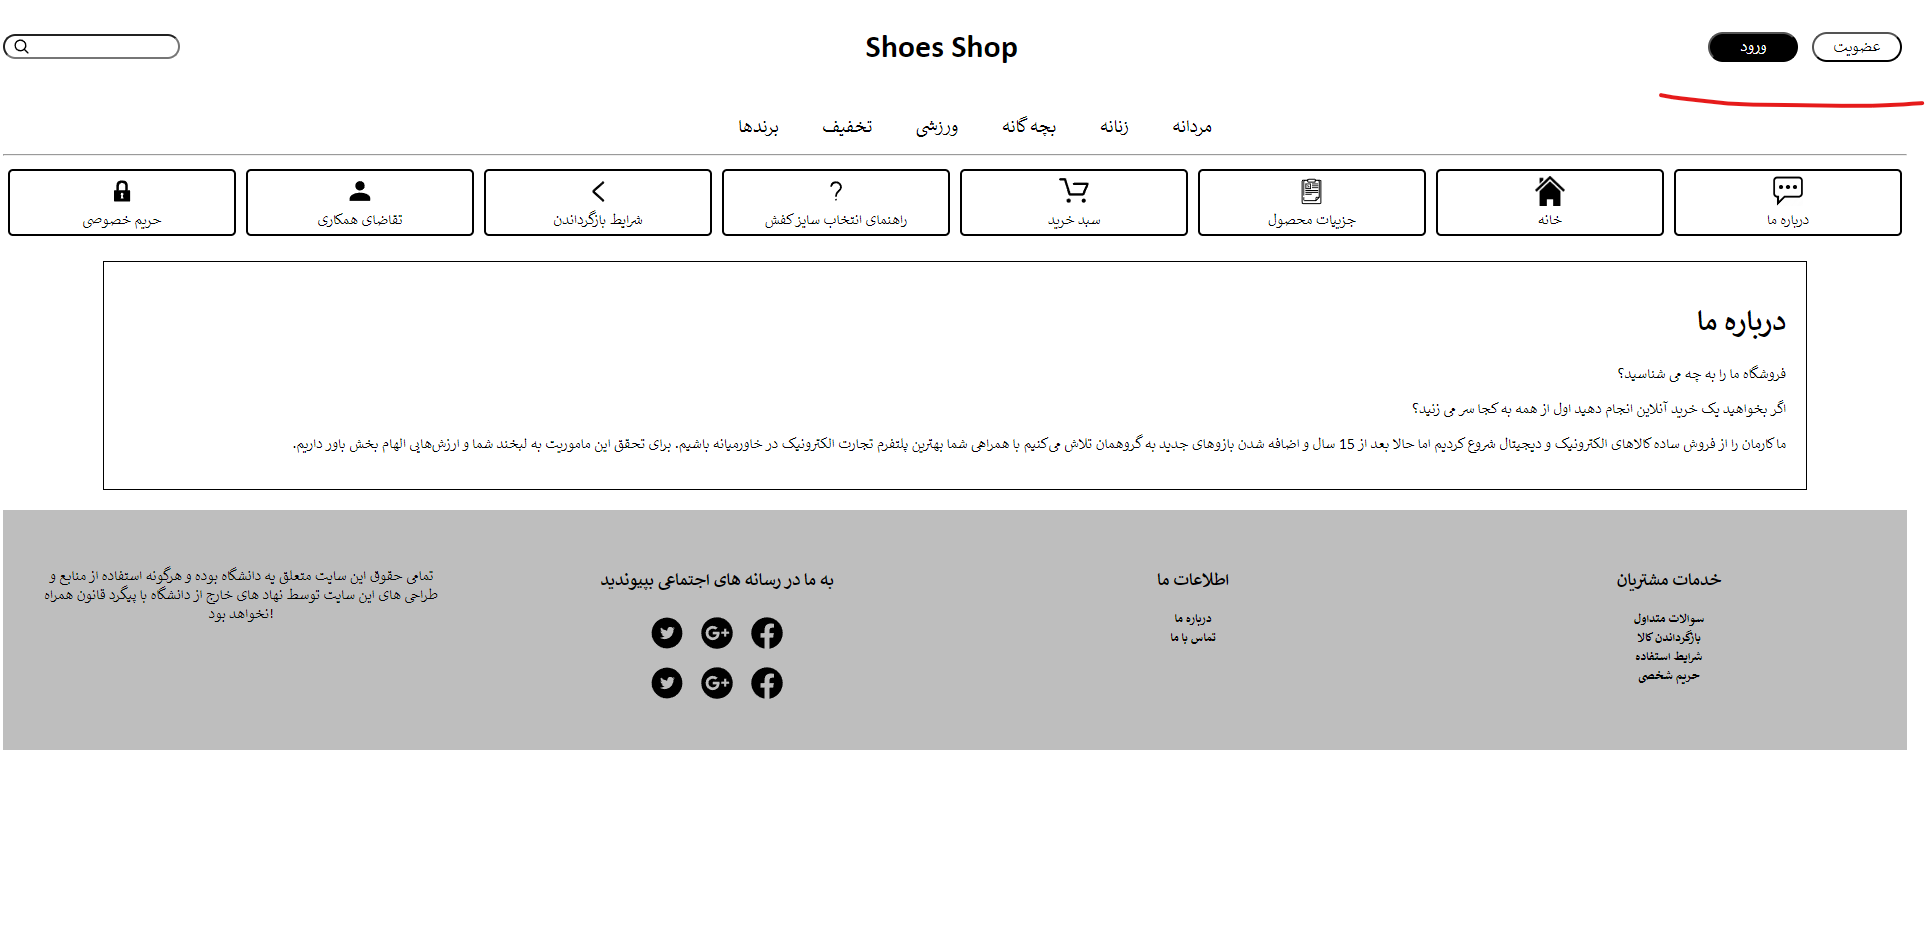 عضویت
ورود
Shoes Shop
مردانه
زنانه
بچه گانه
ورزشی
تخفیف
برندها
درباره ما
خانه
جزییات محصول
سبد خرید
راهنمای انتخاب سایز کفش
شرایط بازگرداندن
تقاضای همکاری
حریم خصوصی
درباره ما
فروشگاه ما را به چه می شناسید؟
اگر بخواهید یک خرید آنلاین انجام دهید اول از همه به کجا سر می زنید؟
ما کارمان را از فروش ساده کالاهای الکترونیک و دیجیتال شروع کردیم اما حالا بعد از 15 سال و اضافه شدن بازوهای جدید به گروهمان تلاش می‌کنیم با همراهی شما بهترین پلتفرم تجارت الکترونیک در خاورمیانه باشیم. برای تحقق این ماموریت به لبخند شما و ارزش‌هایی الهام بخش باور داریم.
خدمات مشتریان
سوالات متداول
بازگرداندن کالا
شرایط استفاده
حریم شخصی
اطلاعات ما
درباره ما
تماس با ما
به ما در رسانه های اجتماعی بپیوندید
تمامی حقوق این سایت متعلق به دانشگاه بوده و هرگونه استفاده از منابع و
طراحی های این سایت توسط نهاد های خارج از دانشگاه با پیگرد قانون همراه
!نخواهد بود